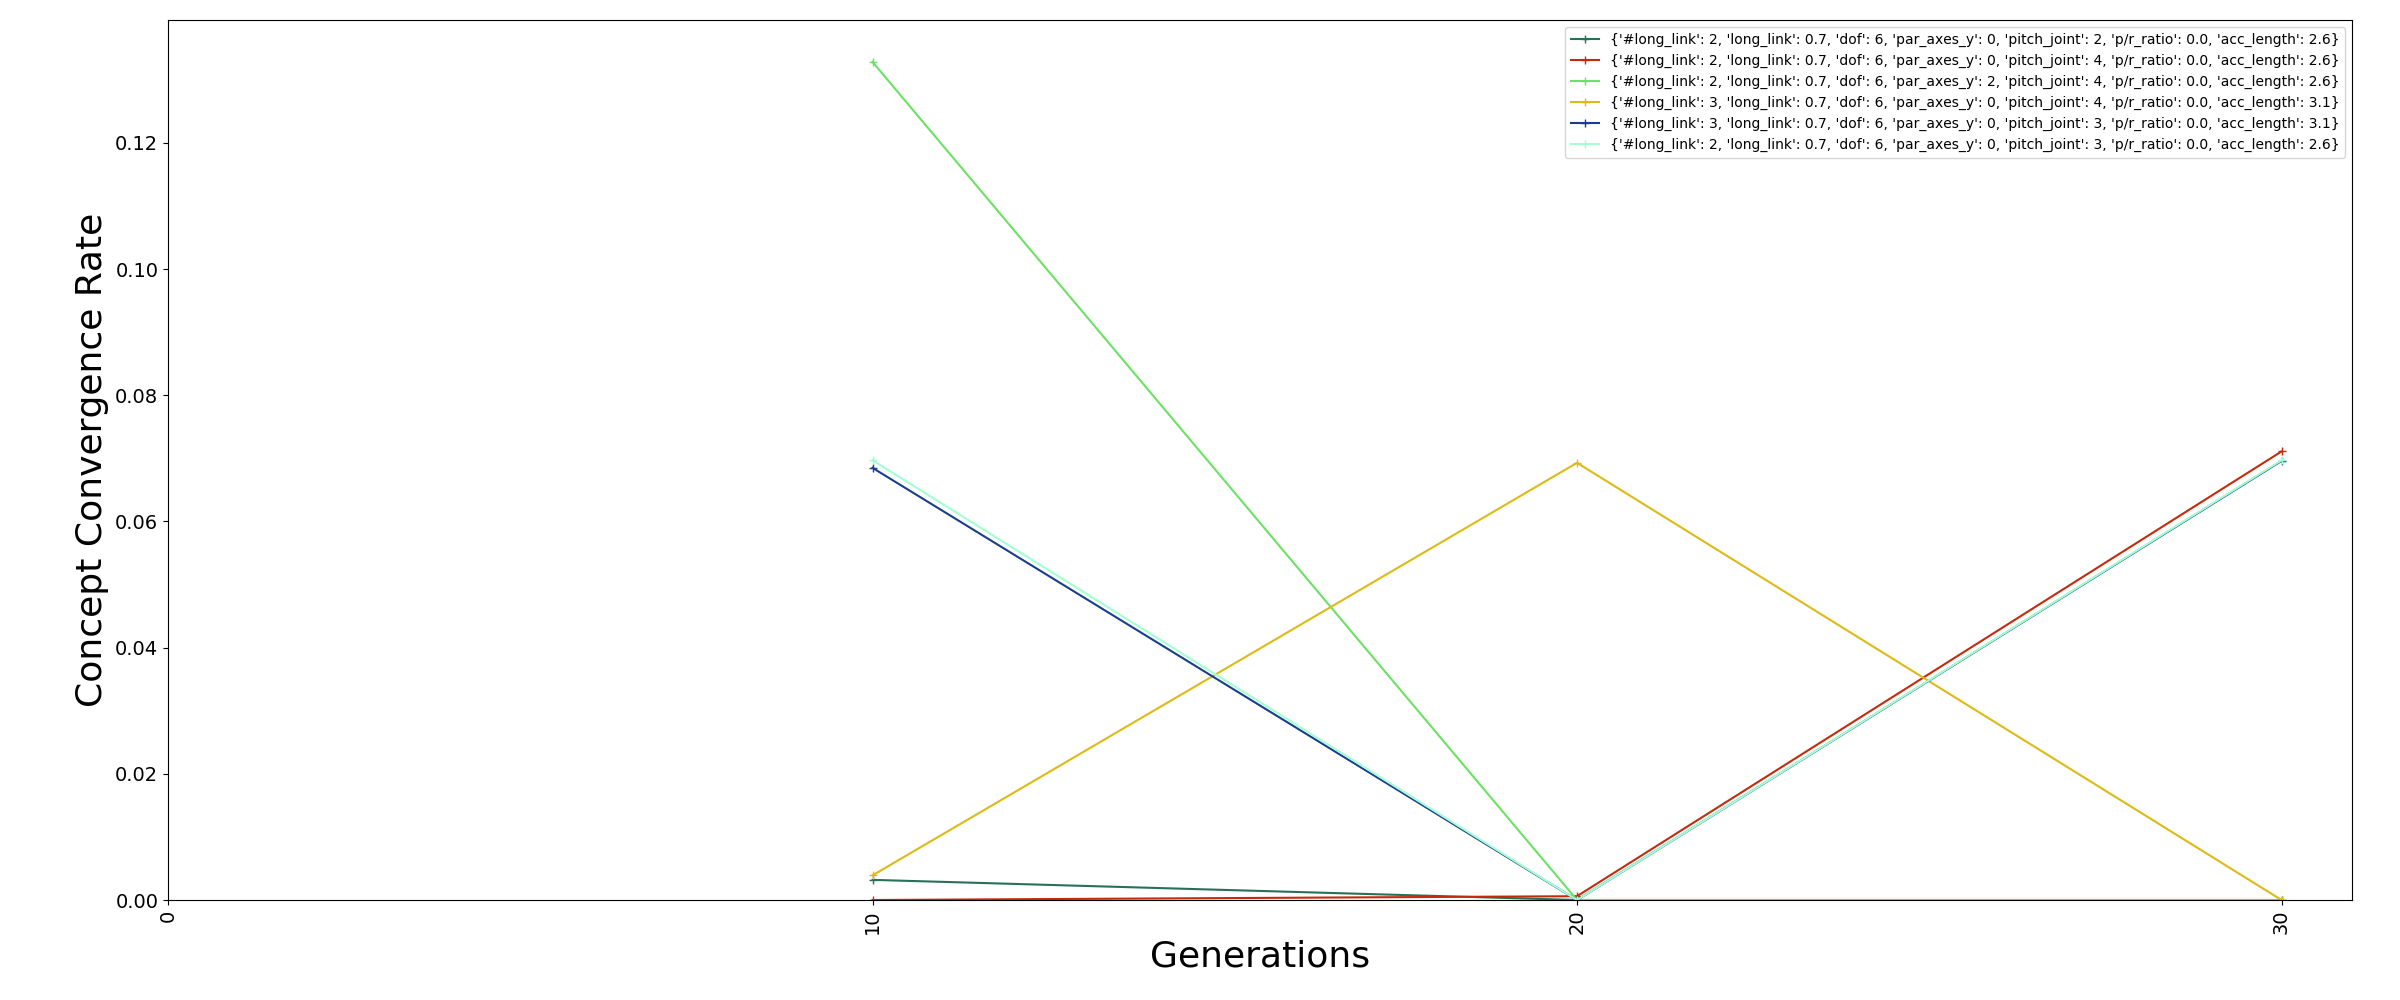 {'#long_link': 2, 'long_link': 0.7, 'dof': 6, 'par_axes_y': 0, 'pitch_joint': 2, 'p/r_ratio': 0.0, 'acc_length': 2.6}
{'#long_link': 2, 'long_link': 0.7, 'dof': 6, 'par_axes_y': 0, 'pitch_joint': 4, 'p/r_ratio': 0.0, 'acc_length': 2.6}
{'#long_link': 2, 'long_link': 0.7, 'dof': 6, 'par_axes_y': 2, 'pitch_joint': 4, 'p/r_ratio': 0.0, 'acc_length': 2.6}
{'#long_link': 3, 'long_link': 0.7, 'dof': 6, 'par_axes_y': 0, 'pitch_joint': 4, 'p/r_ratio': 0.0, 'acc_length': 3.1}
{'#long_link': 3, 'long_link': 0.7, 'dof': 6, 'par_axes_y': 0, 'pitch_joint': 3, 'p/r_ratio': 0.0, 'acc_length': 3.1}
{'#long_link': 2, 'long_link': 0.7, 'dof': 6, 'par_axes_y': 0, 'pitch_joint': 3, 'p/r_ratio': 0.0, 'acc_length': 2.6}
Concept Convergence Rate
0.12
0.10
0.08
0.06
0.04
0.02
0.00
0
10
20
30
Generations